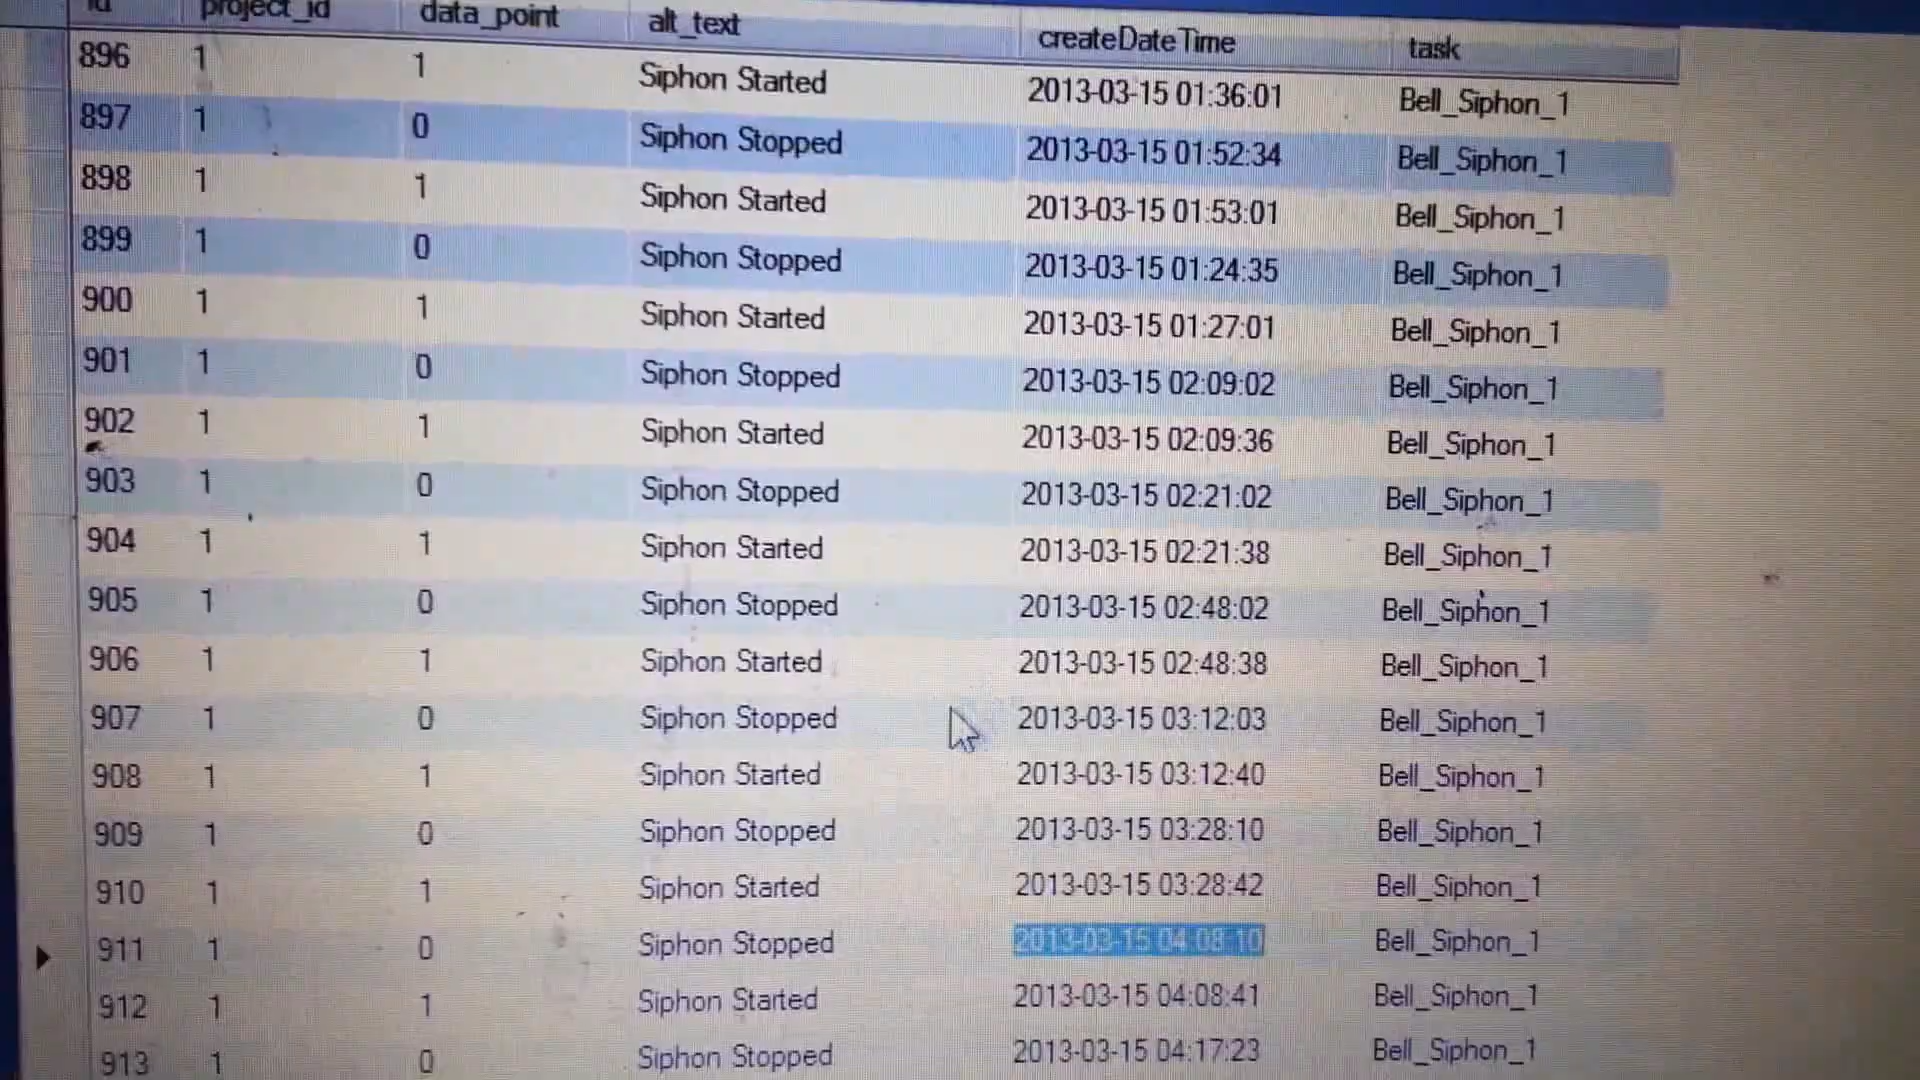 id project_id data_point alt_text createDateTime task
896 1 1 Siphon Started 2013-03-15 01:36:01 Bell_Siphon_1
897 1 0 Siphon Stopped 2013-03-15 01:52:34 Bell_Siphon_1
898 1 1 Siphon Started 2013-03-15 01:53:01 Bell_Siphon_1
899 1 0 Siphon Stopped 2013-03-15 01:24:35 Bell_Siphon_1
900 1 1 Siphon Started 2013-03-15 01:27:01 Bell_Siphon_1
901 1 0 Siphon Stopped 2013-03-15 02:09:02 Bell_Siphon_1
902 1 1 Siphon Started 2013-03-15 02:09:36 Bell_Siphon_1
903 1 0 Siphon Stopped 2013-03-15 02:21:02 Bell_Siphon_1
904 1 1 Siphon Started 2013-03-15 02:21:38 Bell_Siphon_1
905 1 0 Siphon Stopped 2013-03-15 02:48:02 Bell_Siphon_1
906 1 1 Siphon Started 2013-03-15 02:48:38 Bell_Siphon_1
907 1 0 Siphon Stopped 2013-03-15 03:12:03 Bell_Siphon_1
908 1 1 Siphon Started 2013-03-15 03:12:40 Bell_Siphon_1
909 1 0 Siphon Stopped 2013-03-15 03:28:10 Bell_Siphon_1
910 1 1 Siphon Started 2013-03-15 03:28:42 Bell_Siphon_1
911 1 0 Siphon Stopped 2013-03-15 04:08:10 Bell_Siphon_1
912 1 1 Siphon Started 2013-03-15 04:08:41 Bell_Siphon_1
913 1 0 Siphon Stopped 2013-03-15 04:17:23 Bell_Siphon_1